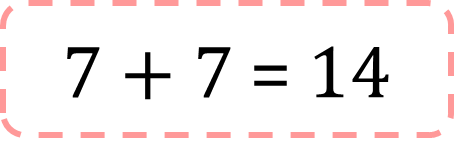 7 + 7 = 14